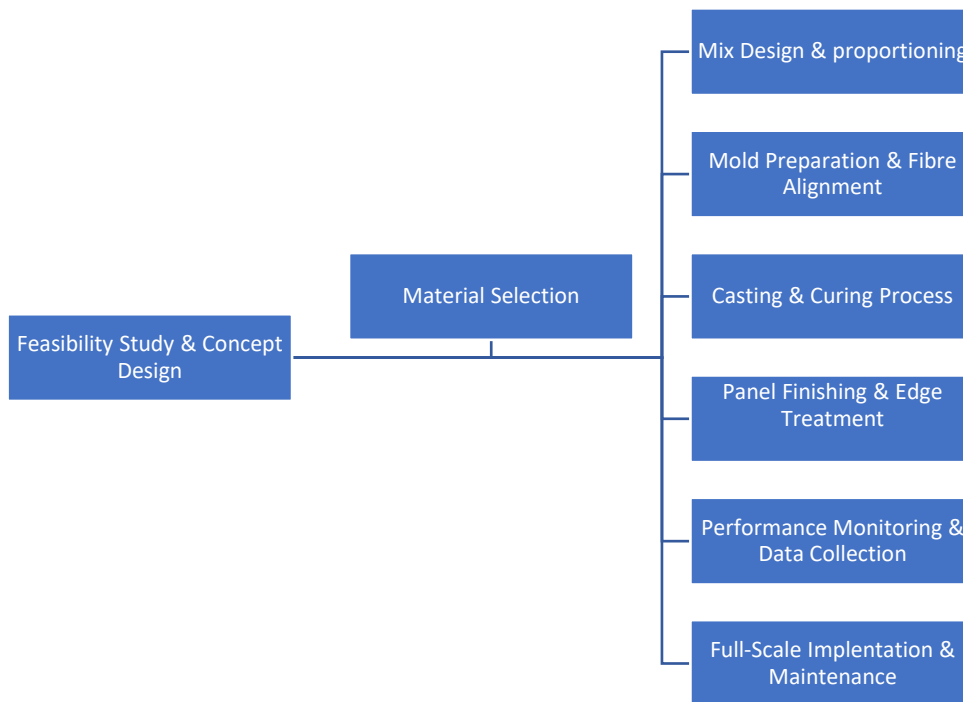 Mix Design & proportioning
Mold Preparation & Fibre
Alignment
Material Selection
Casting & Curing Process
Feasibility Study & Concept
Design
Panel Finishing & Edge
Treatment
Performance Monitoring &
Data Collection
Full-Scale Implentation &
Maintenance